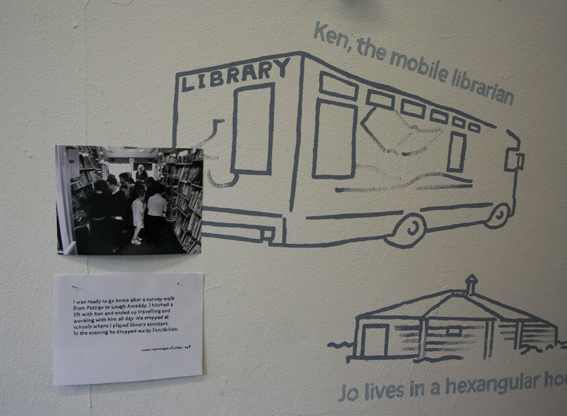 Ken, the mobile librarian
LIBRARY
I was ready to go home after a survey walk
from Pettigo to Lough Awaddy. I hitched a
lift with Ken and ended up travelling and
working with him all day. We stopped at
schools where I played library assistant.
In the evening he dropped me to Inniskillen.
Jo lives in a hexangular hou